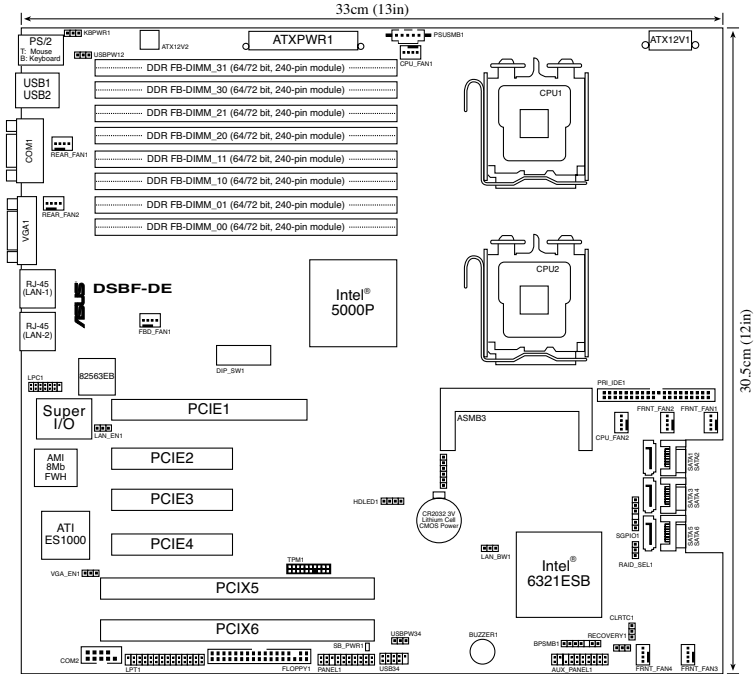 33cm (13in)
KBPWR1
PS/2
T: Mouse
B: Keyboard
USBPW12
ATX12V2
ATXPWR1
PSUSMB1
CPU_FAN1
ATX12V1
DDR FB-DIMM_31 (64/72 bit, 240-pin module)
DDR FB-DIMM_30 (64/72 bit, 240-pin module)
DDR FB-DIMM_21 (64/72 bit, 240-pin module)
DDR FB-DIMM_20 (64/72 bit, 240-pin module)
DDR FB-DIMM_11 (64/72 bit, 240-pin module)
DDR FB-DIMM_10 (64/72 bit, 240-pin module)
DDR FB-DIMM_01 (64/72 bit, 240-pin module)
DDR FB-DIMM_00 (64/72 bit, 240-pin module)
USB1
USB2
COM1
REAR_FAN1
REAR_FAN2
VGA1
CPU1
CPU2
RJ-45
(LAN-1)
RJ-45
(LAN-2)
ASUS
DSBF-DE
FBD_FAN1
Intel®
5000P
DIP_SW1
30.5cm (12in)
LPC1
82563EB
Super
I/O
LAN_EN1
PCIE1
AMI
8Mb
FWH
PCIE2
PCIE3
PCIE4
ATI
ES1000
VGA_EN1
TPM1
PCIX5
PCIX6
ASMB3
PRI_IDE1
FRNT_FAN2
FRNT_FAN1
CPU_FAN2
SATA1
SATA2
SATA3
SATA4
SATA5
SATA6
SGPIO1
RAID_SEL1
HDLED1
CR2032 3V
Lithium Cell
CMOS Power
LAN_BW1
Intel®
6321ESB
CLRTC1
RECOVERY1
BPSMB1
BUZZER1
USBPW34
SB_PWR1
COM2
LPT1
FLOPPY1
PANEL1
USB34
AUX_PANEL1
FRNT_FAN4
FRNT_FAN3